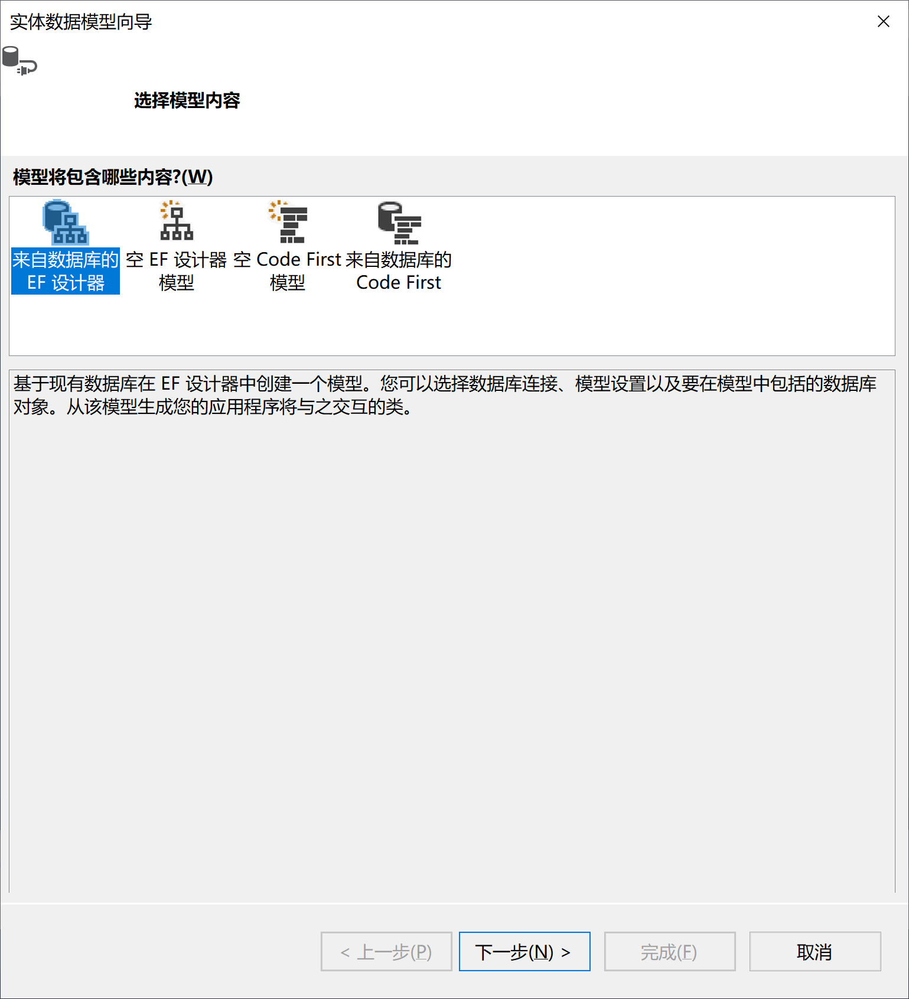 实体数据模型向导
选择模型内容
模型将包含哪些内容?(W)
来自数据库的
EF 设计器
空 EF 设计器
模型
空 Code First
模型
来自数据库的
Code First
基于现有数据库在 EF 设计器中创建一个模型。您可以选择数据库连接、模型设置以及要在模型中包括的数据库
对象。从该模型生成您的应用程序将与之交互的类。
< 上一步(P)
下一步(N) >
完成(F)
取消